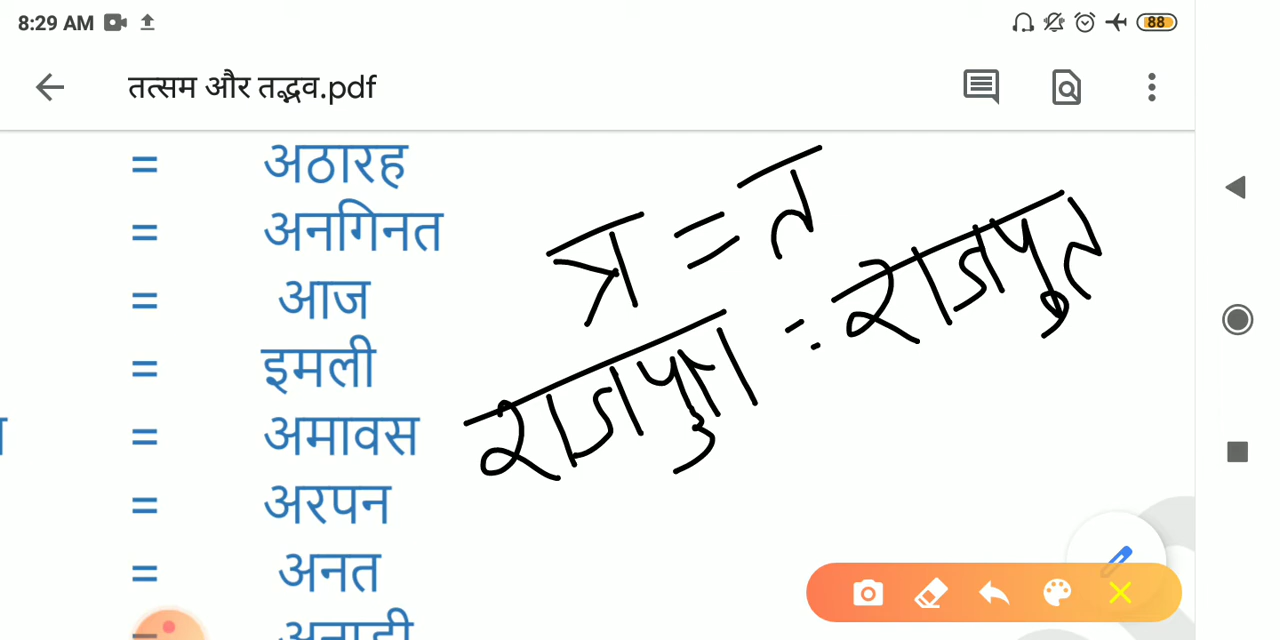 8:29 AM
88
तत्सम और तद्भव.pdf
= अठारह
= अनगिनत
= आज
= इमली
= अमावस
= अरपन
= अनत
त्र = त
राजपुत्र = राजपुत